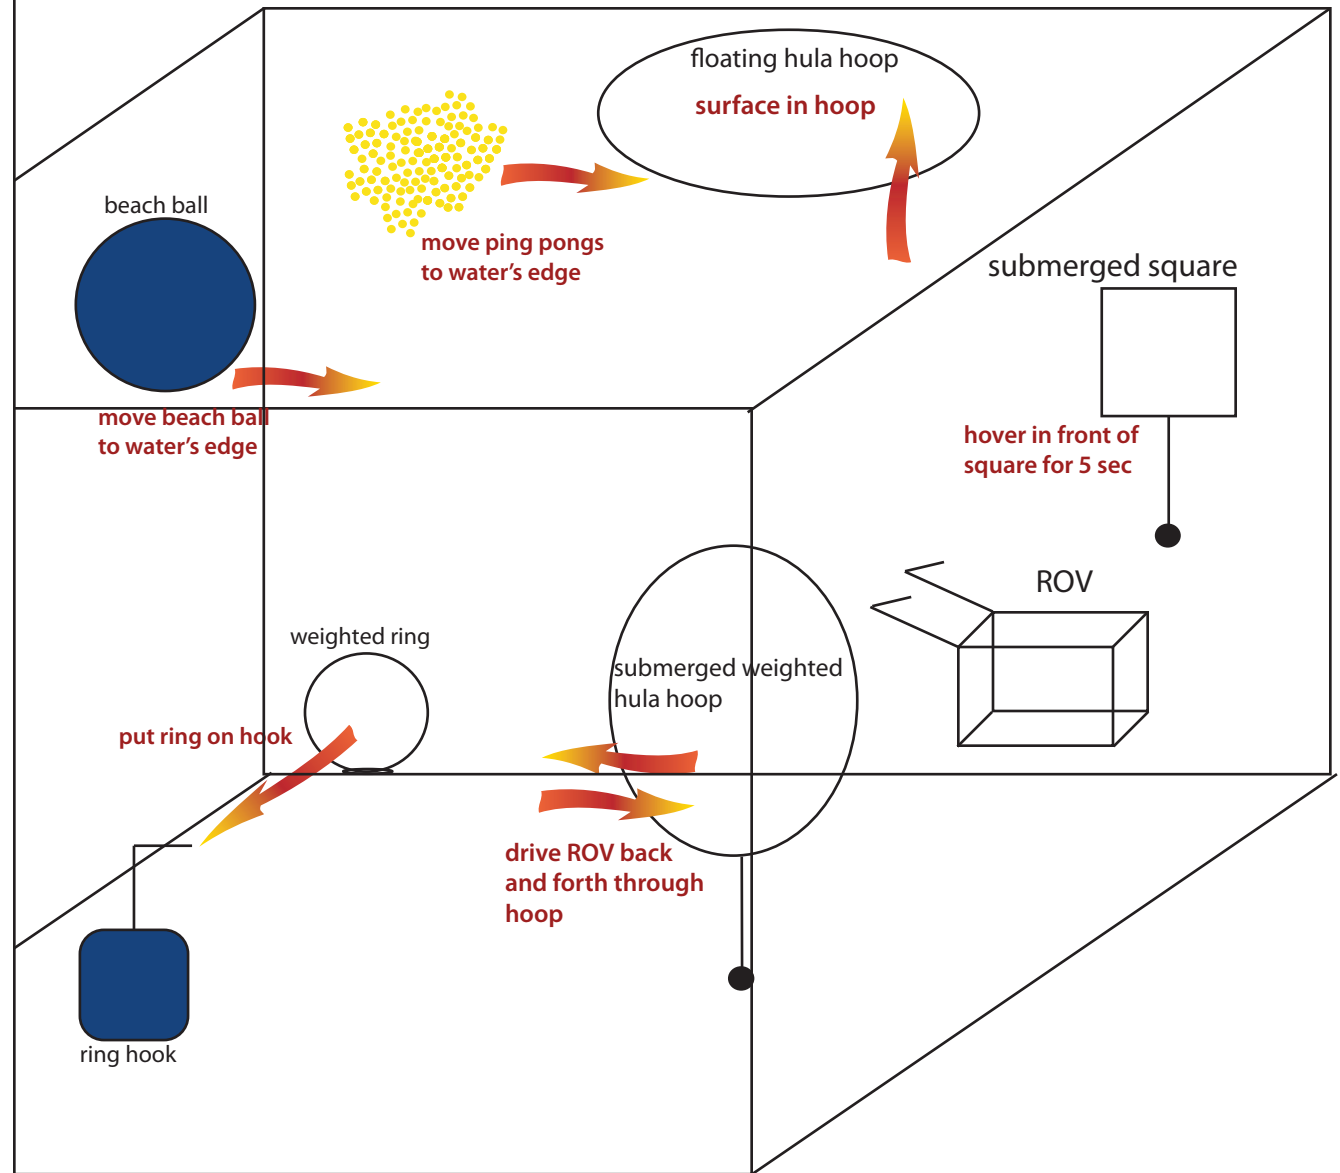 floating hula hoop
surface in hoop
beach ball
move ping pongs
to water's edge
submerged square
move beach ball
to water's edge
hover in front of
square for 5 sec
ROV
weighted ring
submerged weighted
hula hoop
put ring on hook
drive ROV back
and forth through
hoop
ring hook